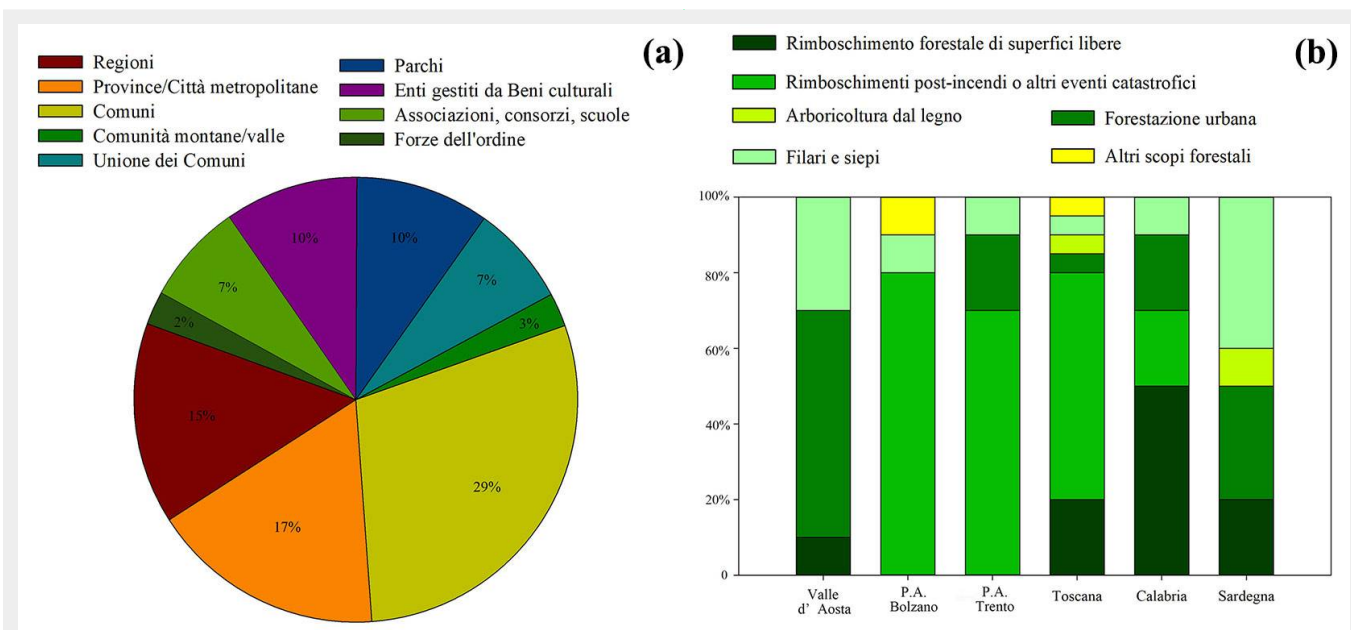 (a)
Regioni
Province/Città metropolitane
Comuni
Comunità montane/valle
Unione dei Comuni
Parchi
Enti gestiti da Beni culturali
Associazioni, consorzi, scuole
Forze dell'ordine
10%
10%
7%
7%
3%
2%
15%
29%
17%
(b)
Rimboschimento forestale di superfici libere
Rimboschimenti post-incendi o altri eventi catastrofici
Arboricoltura dal legno
Forestazione urbana
Filari e siepi
Altri scopi forestali
100%
80%
60%
40%
20%
0
Valle
d' Aosta
P.A.
Bolzano
P.A.
Trento
Toscana
Calabria
Sardegna